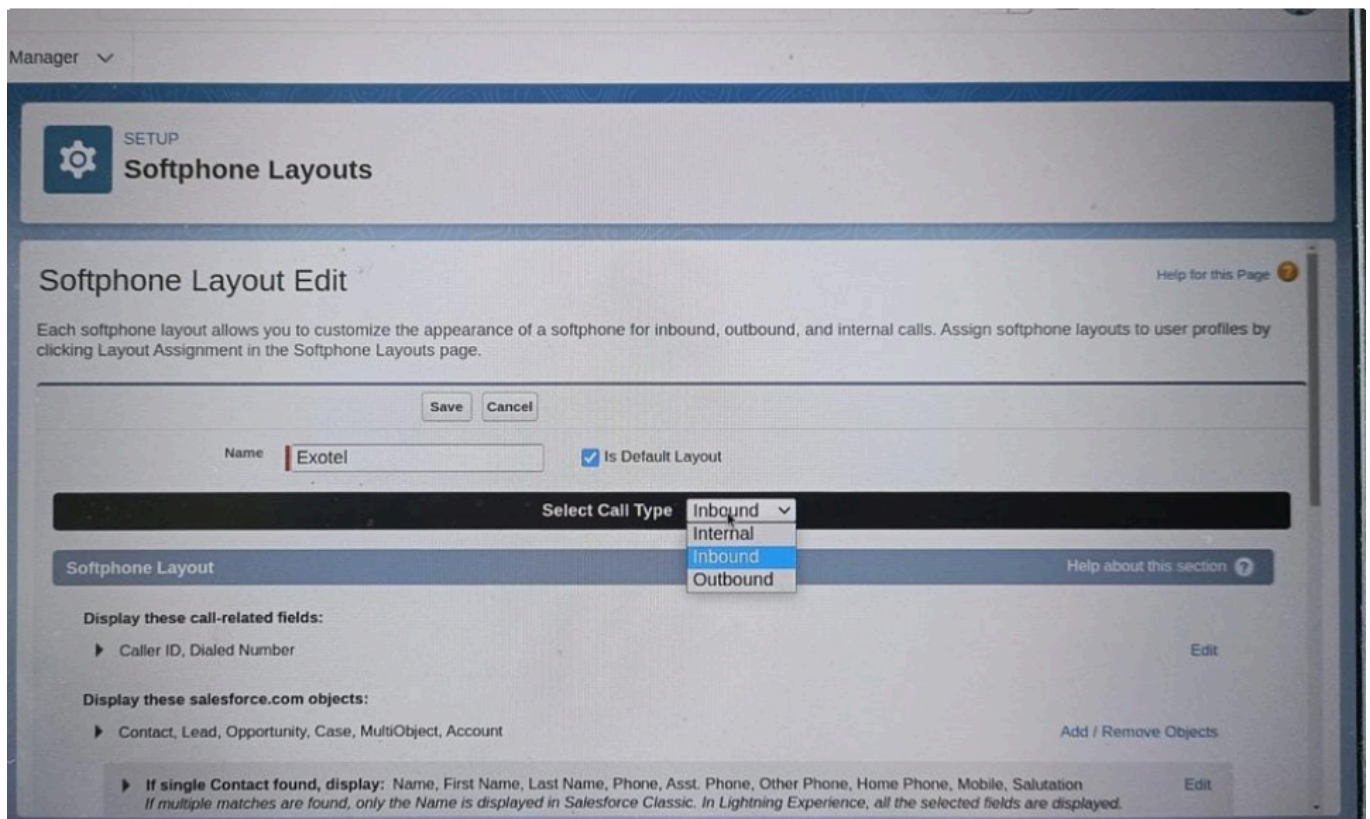 Manager
SETUP
Softphone Layouts
Softphone Layout Edit
Help for this Page ?
Each softphone layout allows you to customize the appearance of a softphone for inbound, outbound, and internal calls. Assign softphone layouts to user profiles by
clicking Layout Assignment in the Softphone Layouts page.
Save Cancel
Name Exotel Is Default Layout
Select Call Type Inbound
Internal
Inbound
Outbound
Softphone Layout Help about this section ?
Display these call-related fields:
Caller ID, Dialed Number Edit
Display these salesforce.com objects:
Contact, Lead, Opportunity, Case, MultiObject, Account Add / Remove Objects
If single Contact found, display: Name, First Name, Last Name, Phone, Asst. Phone, Other Phone, Home Phone, Mobile, Salutation Edit
If multiple matches are found, only the Name is displayed in Salesforce Classic. In Lightning Experience, all the selected fields are displayed.